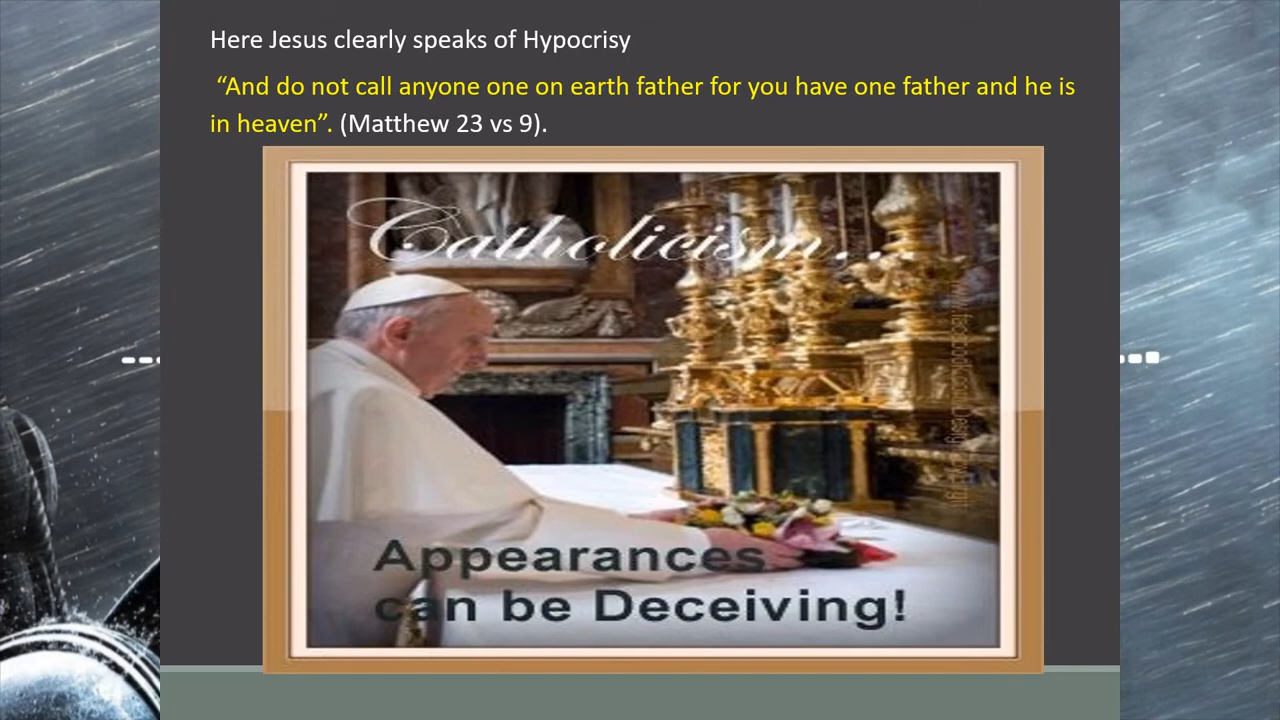 Here Jesus clearly speaks of Hypocrisy
“And do not call anyone one on earth father for you have one father and he is
in heaven”. (Matthew 23 vs 9).
Catholicism...
Appearances
can be Deceiving!